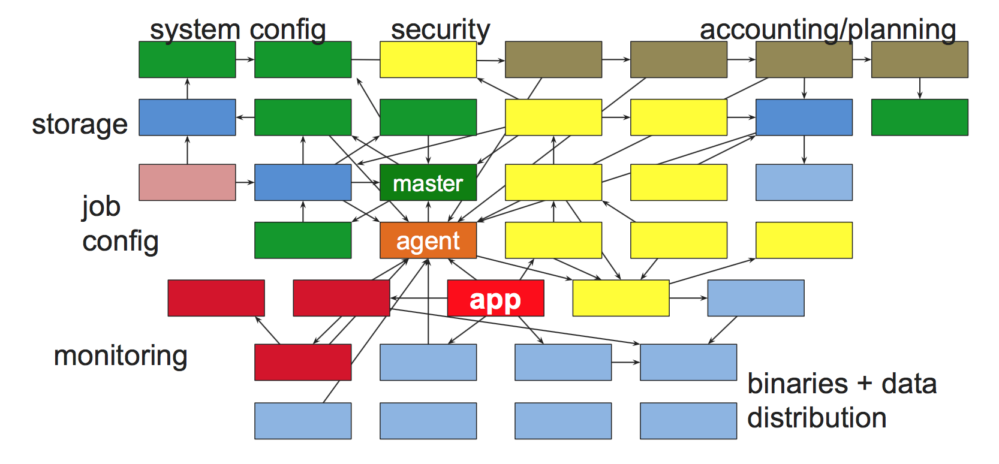 system config
security
accounting/planning
storage
master
job
config
agent
app
monitoring
binaries + data
distribution